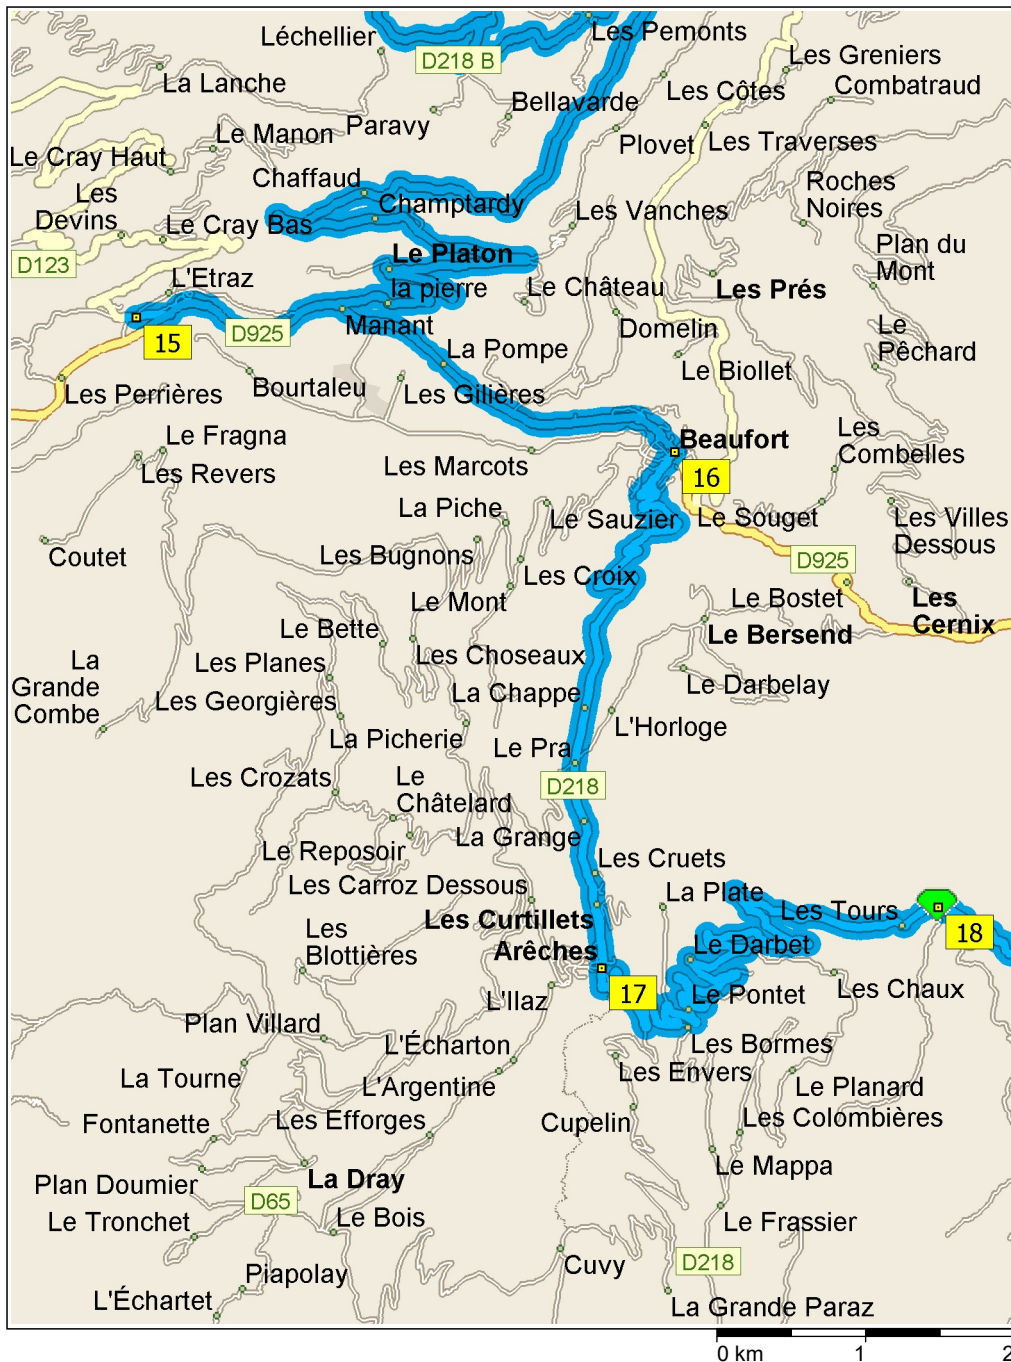 Léchellier
Les Pemonts
D218 B
Les Greniers
La Lanche
Les Côtes
Combatraud
Bellavarde
Paravy
Le Manon
Plovet
Les Traverses
Le Cray Haut
Chaffaud
Roches
Noires
Les
Devins
Champtardy
Les Vanches
Le Cray Bas
Plan du
Mont
D123
Le Platon
L'Etraz
la pierre
Le Château
Les Prés
Manant
Domelin
D925
15
Le
Pêchard
La Pompe
Le Biollet
Les Perrières
Bourtaleu
Les Gilières
Le Fragna
Beaufort
Les
Combelles
Les Revers
Les Marcots
16
La Piche
Le Sauzier
Le Souget
Les Villes
Dessous
Coutet
Les Bugnons
Les Croix
D925
Le Mont
Le Bostet
Les
Cernix
Le Bette
Le Bersend
La
Grande
Combe
Les Planes
Les Choseaux
Les Georgières
La Chappe
Le Darbelay
L'Horloge
La Picherie
Le Pra
Les Crozats
Le
Châtelard
D218
La Grange
Le Reposoir
Les Cruets
Les Carroz Dessous
La Plate
Les Curtillets
Les Tours
Les
Blottières
Arêches
Le Darbet
18
17
L'Ilaz
Le Pontet
Les Chaux
Plan Villard
L'Écharton
Les Bormes
La Tourne
L'Argentine
Les Envers
Le Planard
Fontanette
Les Efforges
Cupelin
Les Colombières
Plan Doumier
La Dray
Le Mappa
D65
Le Tronchet
Le Bois
Le Frassier
Piapolay
Cuvy
D218
L'Échartet
La Grande Paraz
0 km
1
2